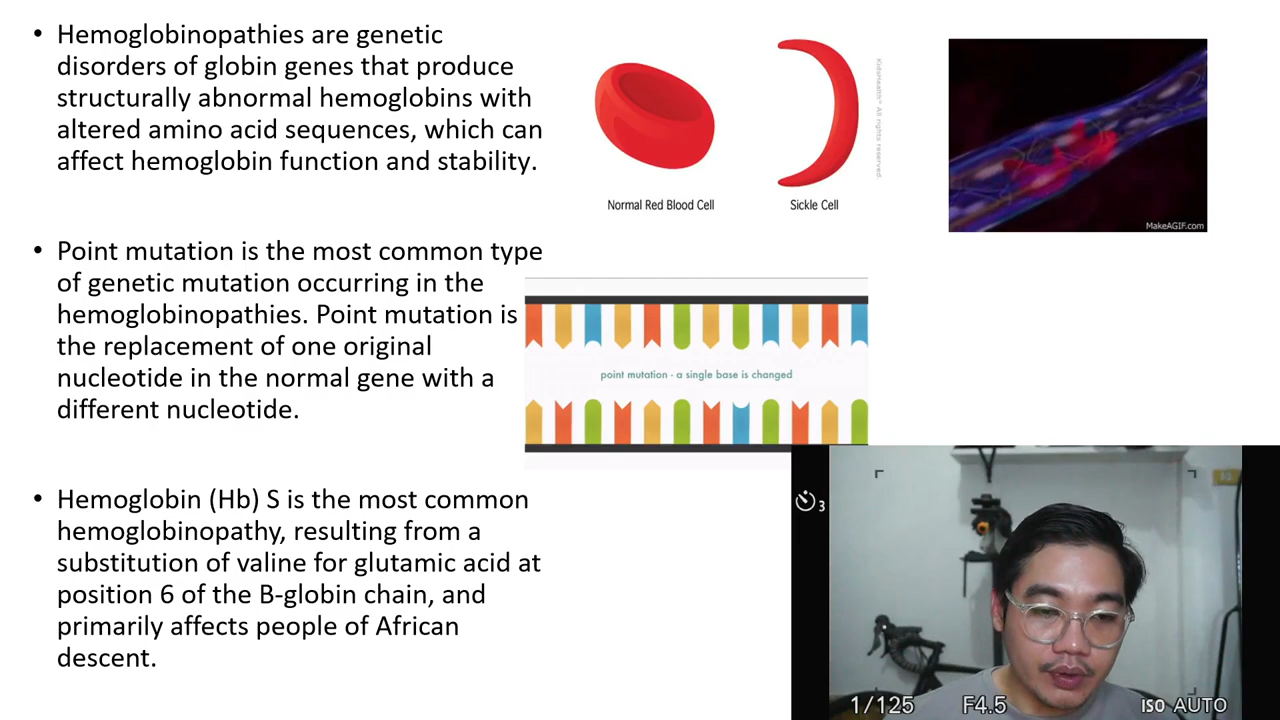 • Hemoglobinopathies are genetic
disorders of globin genes that produce
structurally abnormal hemoglobins with
altered amino acid sequences, which can
affect hemoglobin function and stability.
• Point mutation is the most common type
of genetic mutation occurring in the
hemoglobinopathies. Point mutation is
the replacement of one original
nucleotide in the normal gene with a
different nucleotide.
• Hemoglobin (Hb) S is the most common
hemoglobinopathy, resulting from a
substitution of valine for glutamic acid at
position 6 of the B-globin chain, and
primarily affects people of African
descent.
Normal Red Blood Cell
Sickle Cell
KidsHealth™ All rights reserved.
MakeAGIF.com
point mutation - a single base is changed
3
1/125
F4.5
ISO AUTO